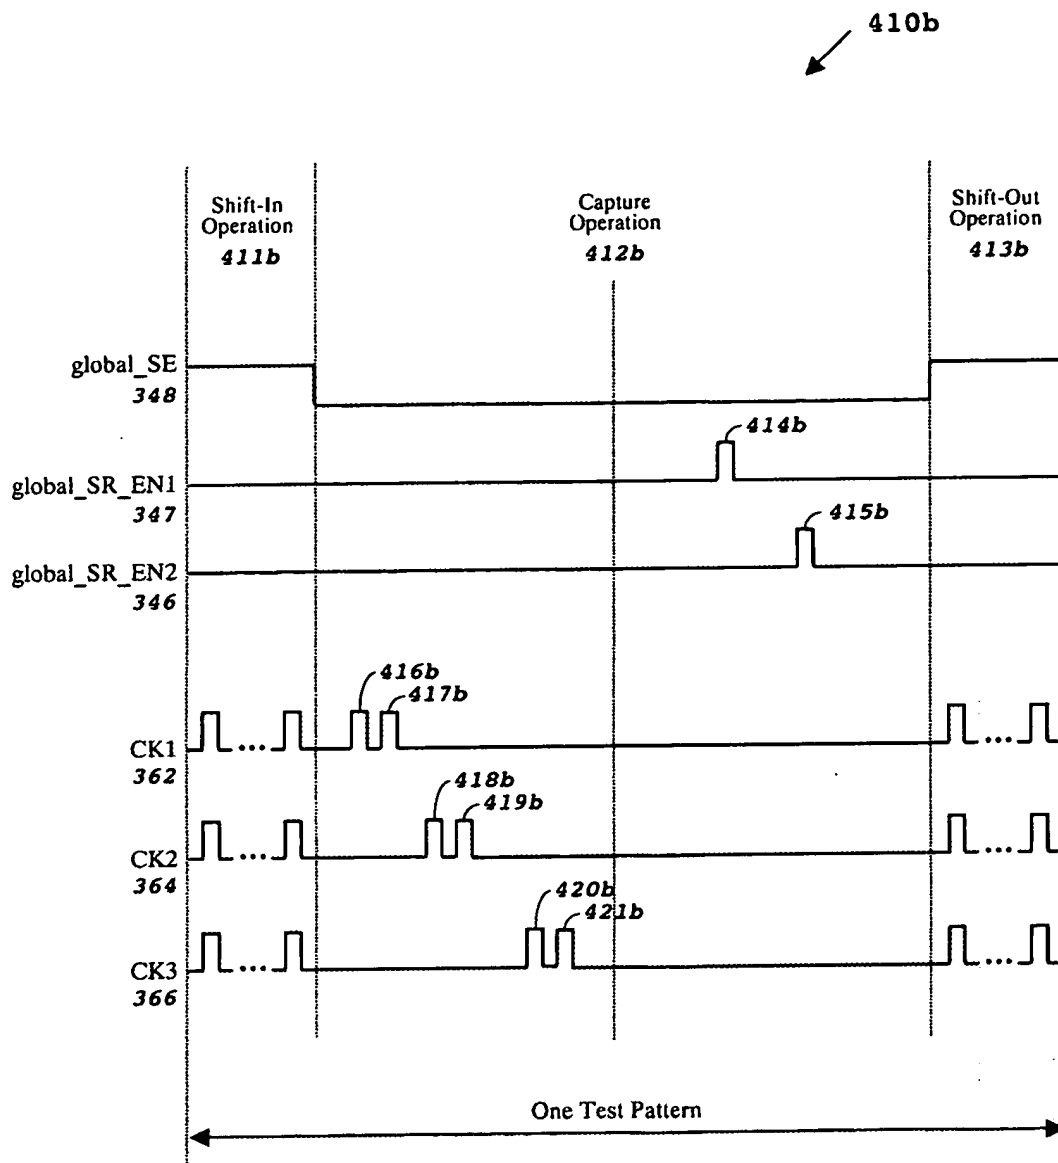 410b
Shift-In
Operation
411b
Capture
Operation
412b
Shift-Out
Operation
413b
global_SE
348
414b
global_SR_EN1
347
415b
global_SR_EN2
346
416b
417b
CK1
362
418b
419b
CK2
364
420b
421b
CK3
366
One Test Pattern